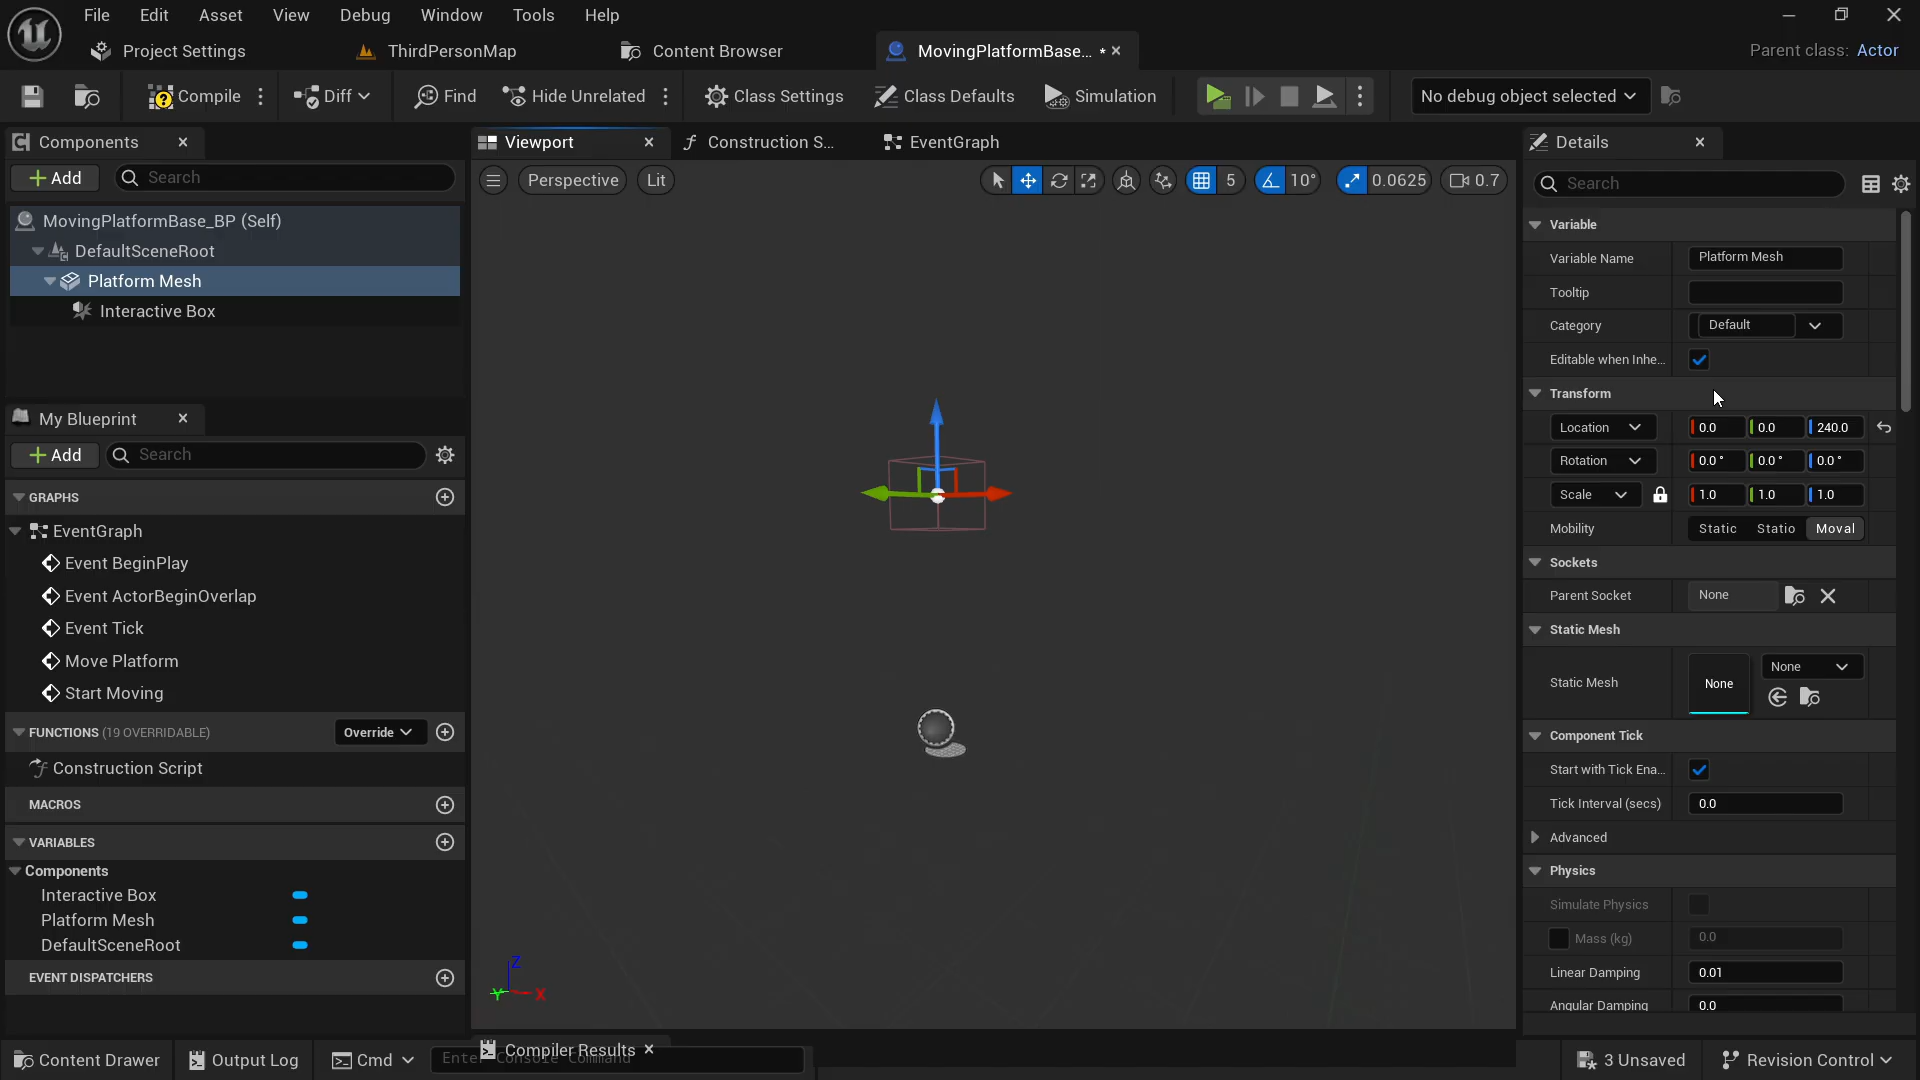 File Edit Asset View Debug Window Tools Help
Project Settings ThirdPersonMap Content Browser MovingPlatformBase... * Parent class: Actor
Compile Diff Find Hide Unrelated Class Settings Class Defaults Simulation No debug object selected
Components Viewport Construction S... EventGraph Details
+ Add Search Perspective Lit 5 10° 0.0625 0.7 Search
MovingPlatformBase_BP (Self)
DefaultSceneRoot
Platform Mesh
Interactive Box
My Blueprint
+ Add Search
GRAPHS
EventGraph
Event BeginPlay
Event ActorBeginOverlap
Event Tick
Move Platform
Start Moving
FUNCTIONS (19 OVERRIDABLE) Override
Construction Script
MACROS
VARIABLES
Components
Interactive Box
Platform Mesh
DefaultSceneRoot
EVENT DISPATCHERS
Z
Y X
Variable
Variable Name Platform Mesh
Tooltip
Category Default
Editable when Inhe...
Transform
Location 0.0 0.0 240.0
Rotation 0.0° 0.0° 0.0°
Scale 1.0 1.0 1.0
Mobility Static Statio Moval
Sockets
Parent Socket None
Static Mesh
Static Mesh None None
Component Tick
Start with Tick Ena...
Tick Interval (secs) 0.0
Advanced
Physics
Simulate Physics
Mass (kg) 0.0
Linear Damping 0.01
Angular Damping 0.0
Compiler Results
Content Drawer Output Log Cmd Enter Console Command 3 Unsaved Revision Control